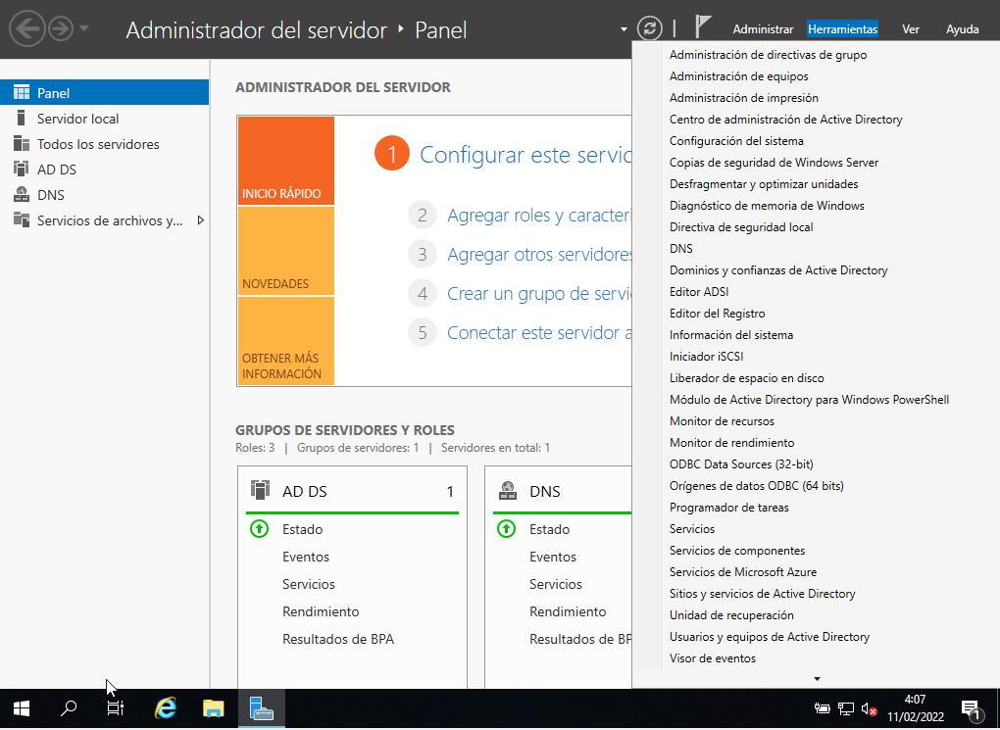 Administrador del servidor ‣ Panel
Administrar Herramientas Ver Ayuda
Panel
Servidor local
Todos los servidores
AD DS
DNS
Servicios de archivos y...
ADMINISTRADOR DEL SERVIDOR
INICIO RÁPIDO
NOVEDADES
OBTENER MÁS
INFORMACIÓN
1 Configurar este servic
2 Agregar roles y caracterí
3 Agregar otros servidores
4 Crear un grupo de servi
5 Conectar este servidor a
GRUPOS DE SERVIDORES Y ROLES
Roles: 3 | Grupos de servidores: 1 | Servidores en total: 1
AD DS 1
Estado
Eventos
Servicios
Rendimiento
Resultados de BPA
DNS
Estado
Eventos
Servicios
Rendimiento
Resultados de BP
Administración de directivas de grupo
Administración de equipos
Administración de impresión
Centro de administración de Active Directory
Configuración del sistema
Copias de seguridad de Windows Server
Desfragmentar y optimizar unidades
Diagnóstico de memoria de Windows
Directiva de seguridad local
DNS
Dominios y confianzas de Active Directory
Editor ADSI
Editor del Registro
Información del sistema
Iniciador iSCSI
Liberador de espacio en disco
Módulo de Active Directory para Windows PowerShell
Monitor de recursos
Monitor de rendimiento
ODBC Data Sources (32-bit)
Orígenes de datos ODBC (64 bits)
Programador de tareas
Servicios
Servicios de componentes
Servicios de Microsoft Azure
Sitios y servicios de Active Directory
Unidad de recuperación
Usuarios y equipos de Active Directory
Visor de eventos
4:07
11/02/2022
1